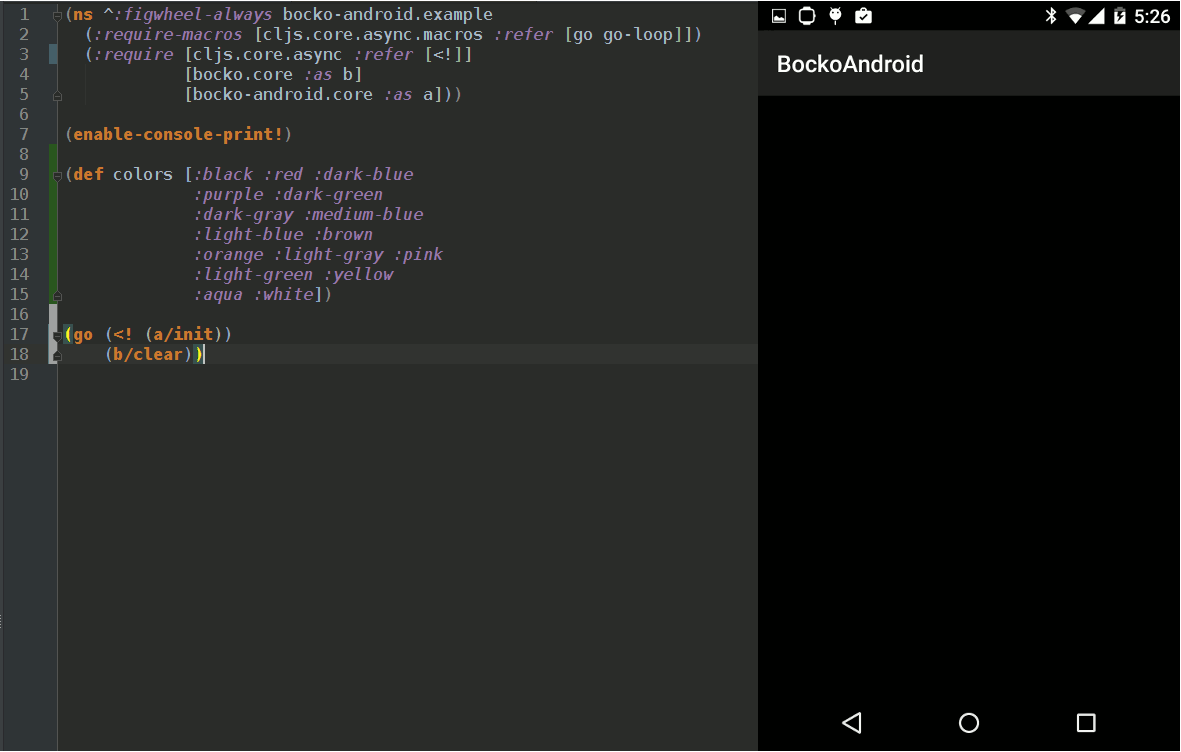 1 (ns ^:figwheel-always bocko-android.example
2 (:require-macros [cljs.core.async.macros :refer [go go-loop]])
3 (:require [cljs.core.async :refer [<!]]
4 [bocko.core :as b]
5 [bocko-android.core :as a]))
6
7 (enable-console-print!)
8
9 (def colors [:black :red :dark-blue
10 :purple :dark-green
11 :dark-gray :medium-blue
12 :light-blue :brown
13 :orange :light-gray :pink
14 :light-green :yellow
15 :aqua :white])
16
17 (go (<! (a/init))
18 (b/clear))
19
5:26
BockoAndroid